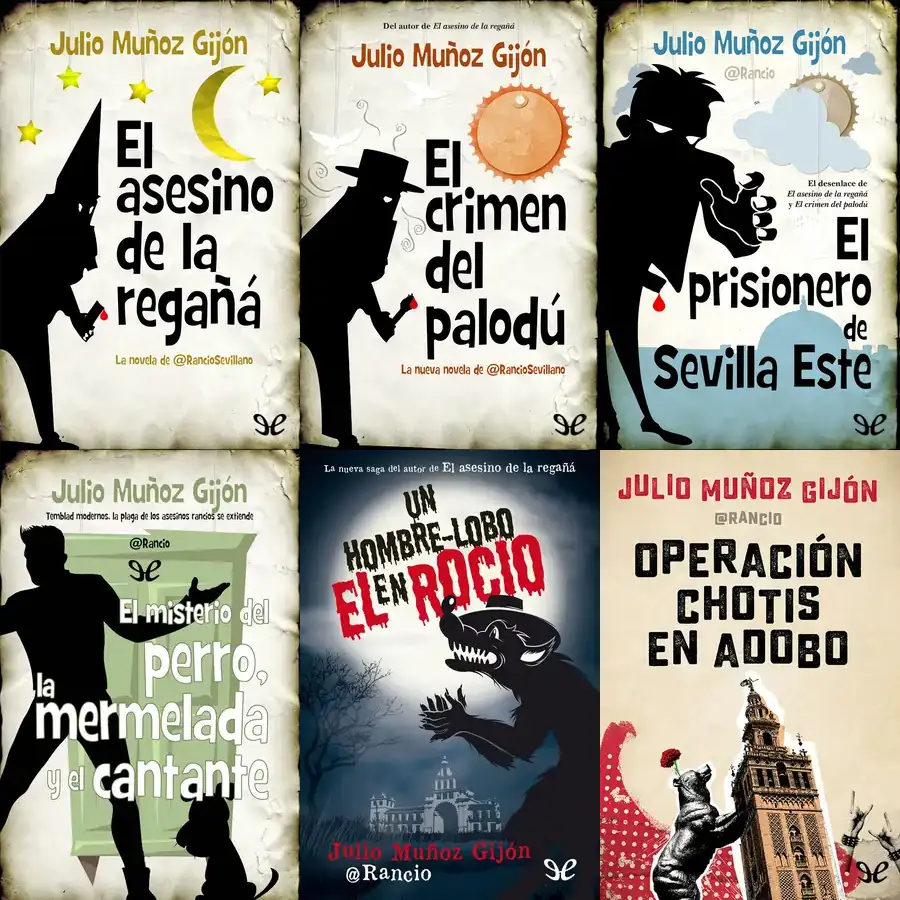 Julio Muñoz Gijón
El
asesino
de la
regañá
La novela de @RancioSevillano
Del autor de El asesino de la regañá
Julio Muñoz Gijón
El
crimen
del
palodú
La nueva novela de @RancioSevillano
Julio Muñoz Gijón
@Rancio
El desenlace de
El asesino de la regañá
y El crimen del palodú
El
prisionero
de
Sevilla Este
Julio Muñoz Gijón
Temblad modernos, la plaga de los asesinos rancios se extiende
@Rancio
El misterio del
perro,
la
mermelada
y el cantante
La nueva saga del autor de El asesino de la regañá
UN
HOMBRE-LOBO
EN
EL ROCIO
Julio Muñoz Gijón
@Rancio
JULIO MUÑOZ GIJÓN
@RANCIO
OPERACIÓN
CHOTIS
EN ADOBO